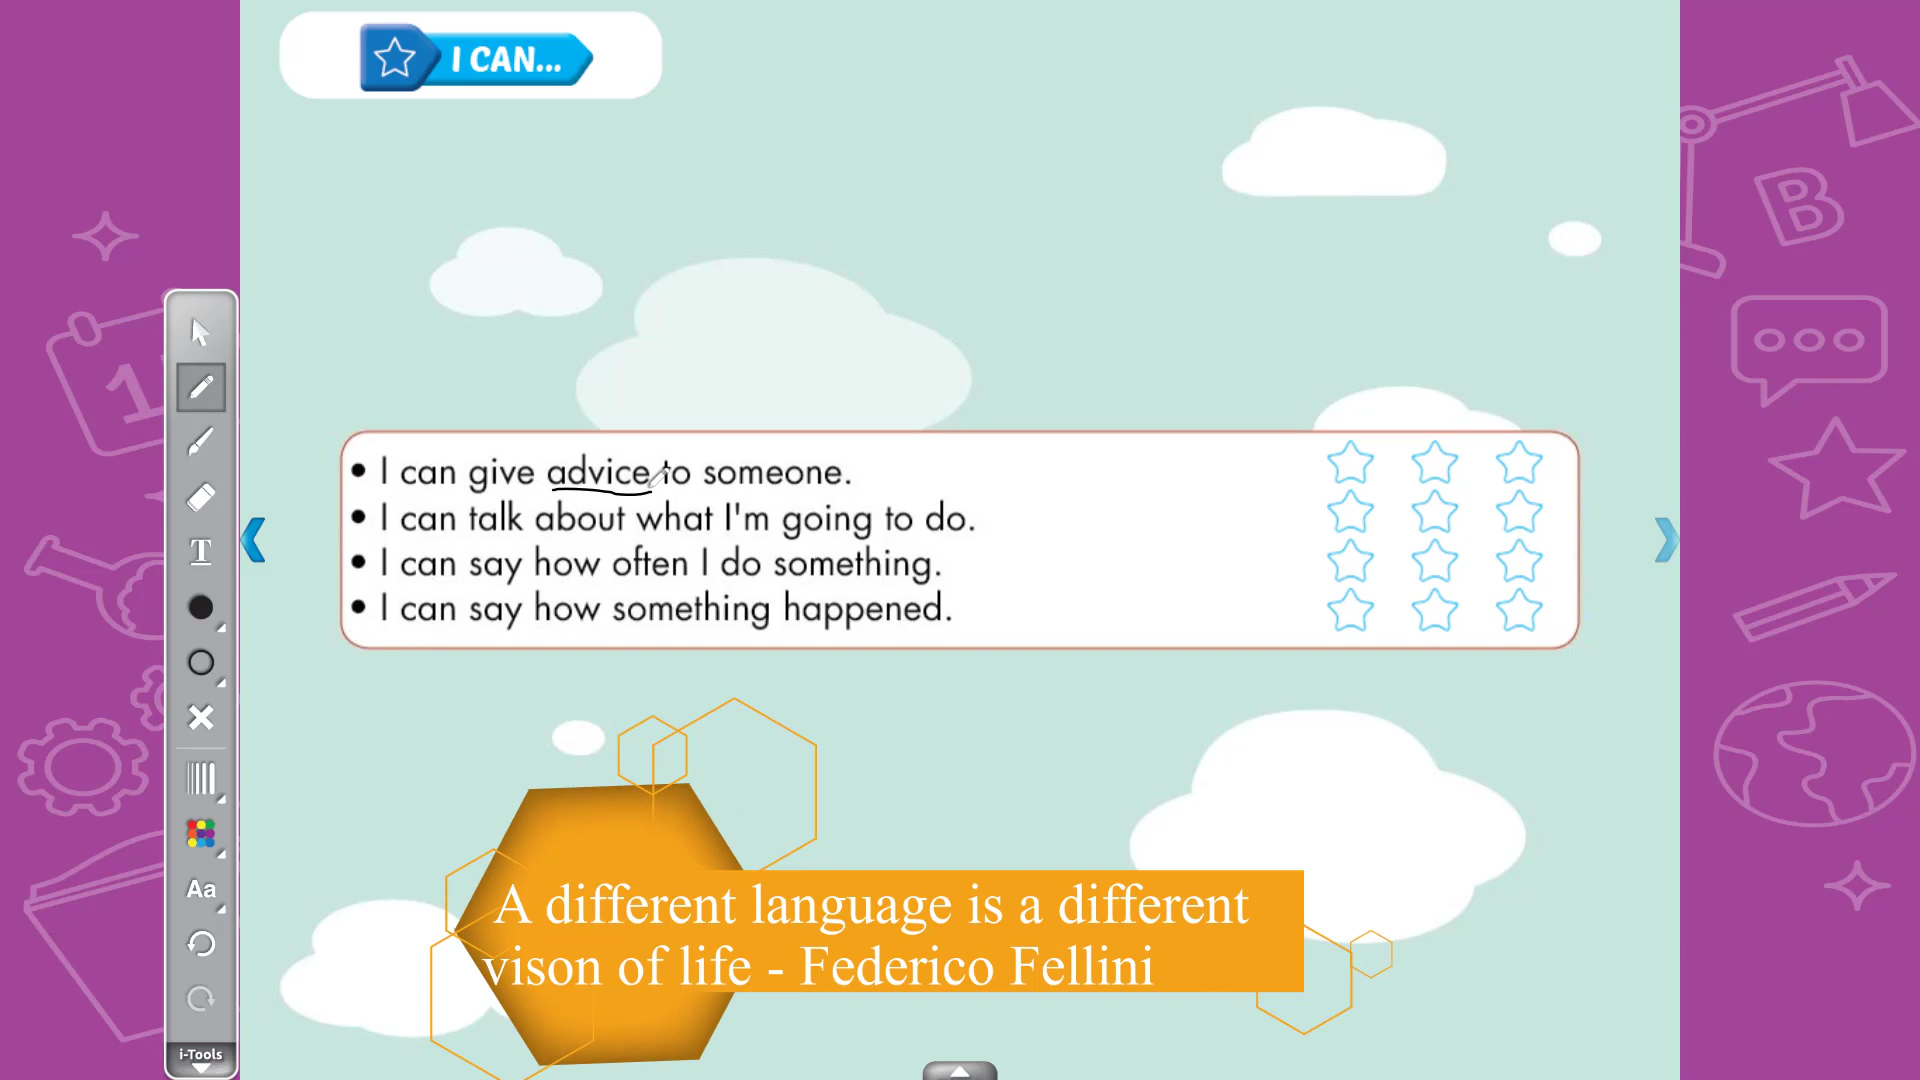 I CAN...
• I can give advice to someone.
• I can talk about what I'm going to do.
• I can say how often I do something.
• I can say how something happened.
A different language is a different
vison of life - Federico Fellini
T
Aa
i-Tools
1
B